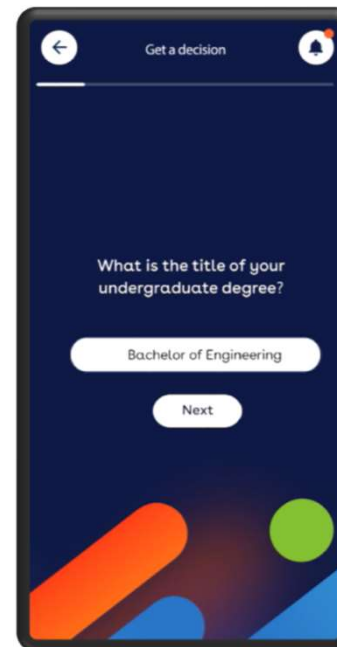 Get a decision
What is the title of your
undergraduate degree?
Bachelor of Engineering
Next